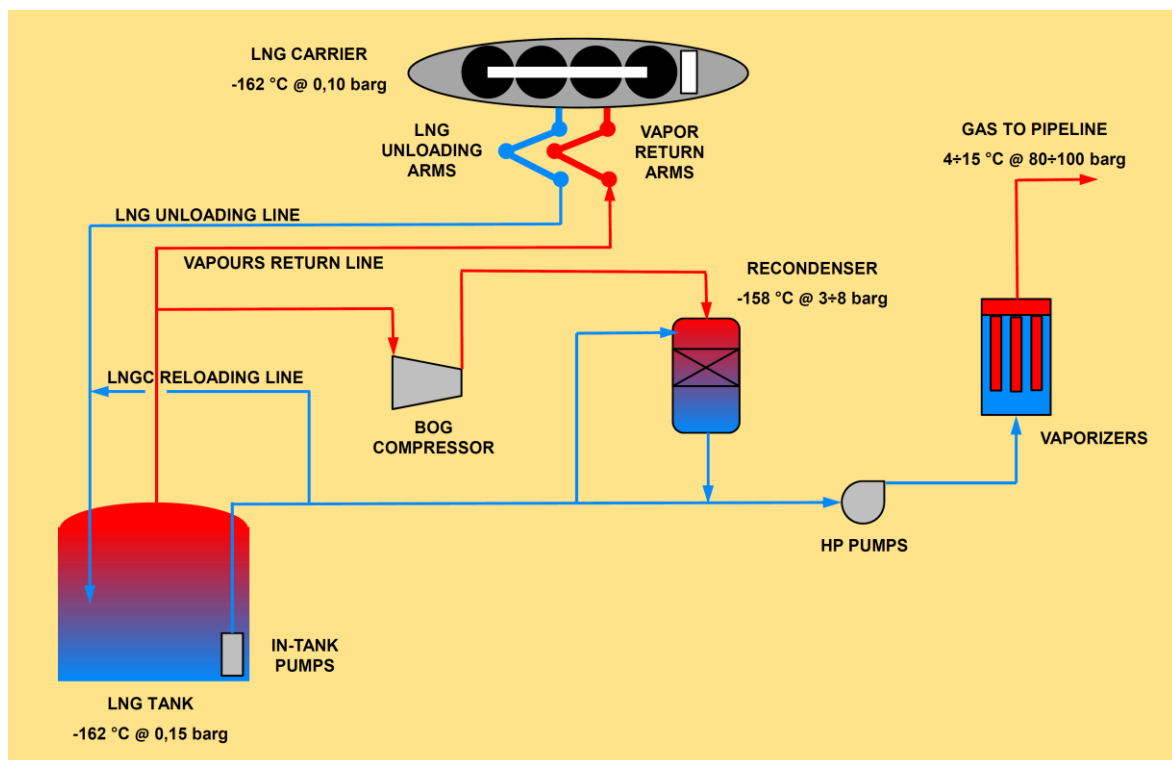 LNG CARRIER
-162 °C @ 0,10 barg
LNG
UNLOADING
ARMS
VAPOR
RETURN
ARMS
GAS TO PIPELINE
4÷15 °C @ 80÷100 barg
LNG UNLOADING LINE
VAPOURS RETURN LINE
RECONDENSER
-158 °C @ 3÷8 barg
LNGC RELOADING LINE
BOG
COMPRESSOR
VAPORIZERS
HP PUMPS
IN-TANK
PUMPS
LNG TANK
-162 °C @ 0,15 barg